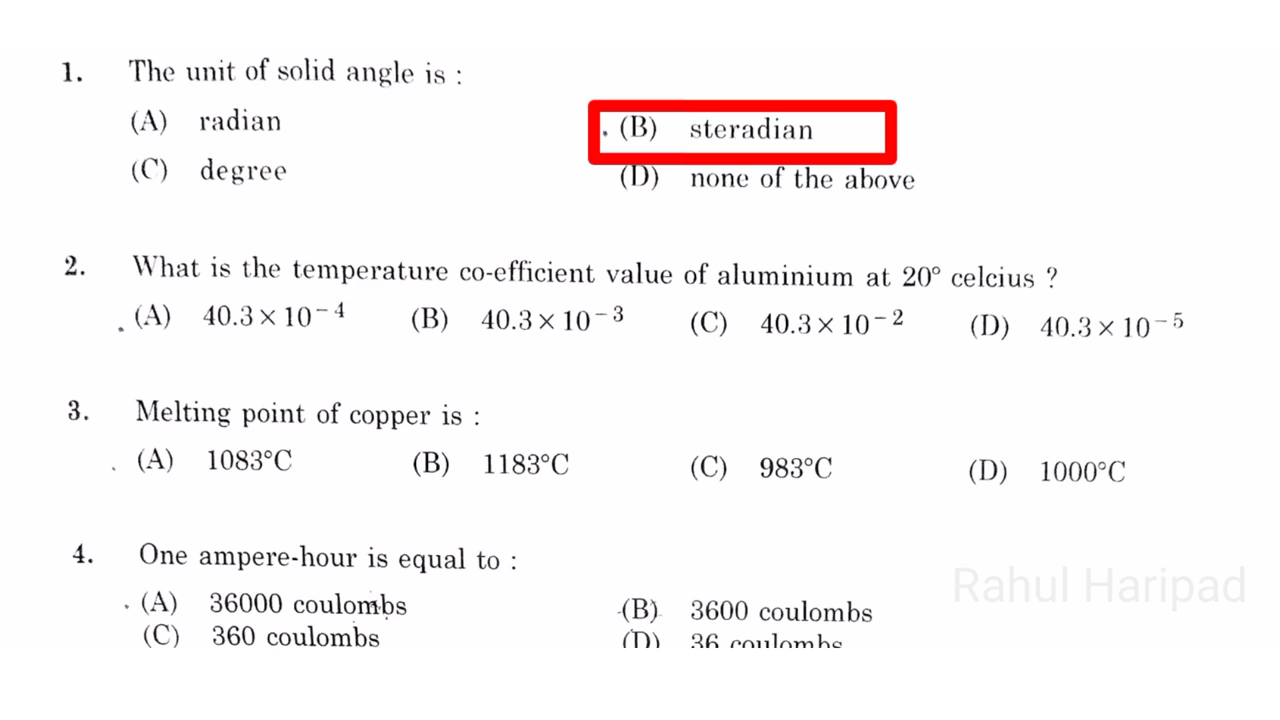 1. The unit of solid angle is :
(A) radian (B) steradian
(C) degree (D) none of the above
2. What is the temperature co-efficient value of aluminium at 20° celcius ?
(A) 40.3 × 10⁻⁴ (B) 40.3 × 10⁻³ (C) 40.3 × 10⁻² (D) 40.3 × 10⁻⁵
3. Melting point of copper is :
(A) 1083°C (B) 1183°C (C) 983°C (D) 1000°C
4. One ampere-hour is equal to :
(A) 36000 coulombs (B) 3600 coulombs
(C) 360 coulombs (D) 36 coulombs
Rahul Haripad